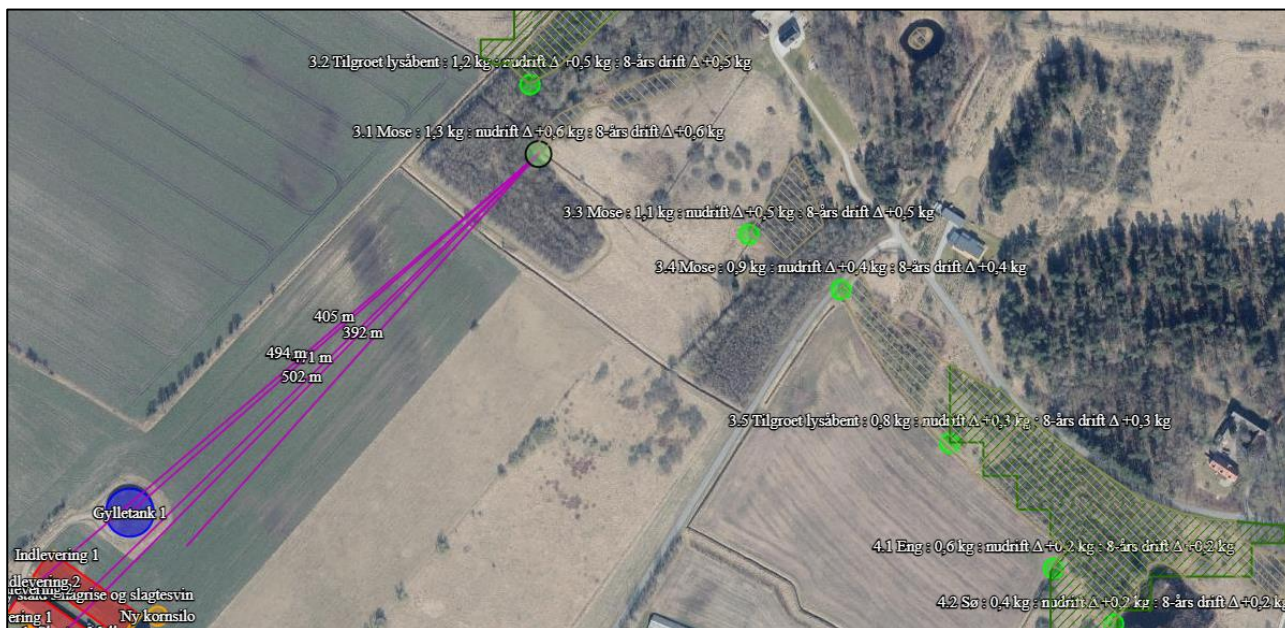 3.2 Tilgroet lysåbent : 1,2 kg : nudrift Δ +0,5 kg : 8-års drift Δ +0,5 kg
3.1 Mose : 1,3 kg : nudrift Δ +0,6 kg : 8-års drift Δ +0,6 kg
3.3 Mose : 1,1 kg : nudrift Δ +0,5 kg : 8-års drift Δ +0,5 kg
3.4 Mose : 0,9 kg : nudrift Δ +0,4 kg : 8-års drift Δ +0,4 kg
405 m
392 m
494 m
502 m
3.5 Tilgroet lysåbent : 0,8 kg : nudrift Δ +0,3 kg : 8-års drift Δ +0,3 kg
Gylletank 1
4.1 Eng : 0,6 kg : nudrift Δ +0,2 kg : 8-års drift Δ +0,2 kg
Indlevering 1
4.2 Sø : 0,4 kg : nudrift Δ +0,2 kg : 8-års drift Δ +0,2 kg
dlevering 2
og slagtesvin
ering 1
Ny kornsilo